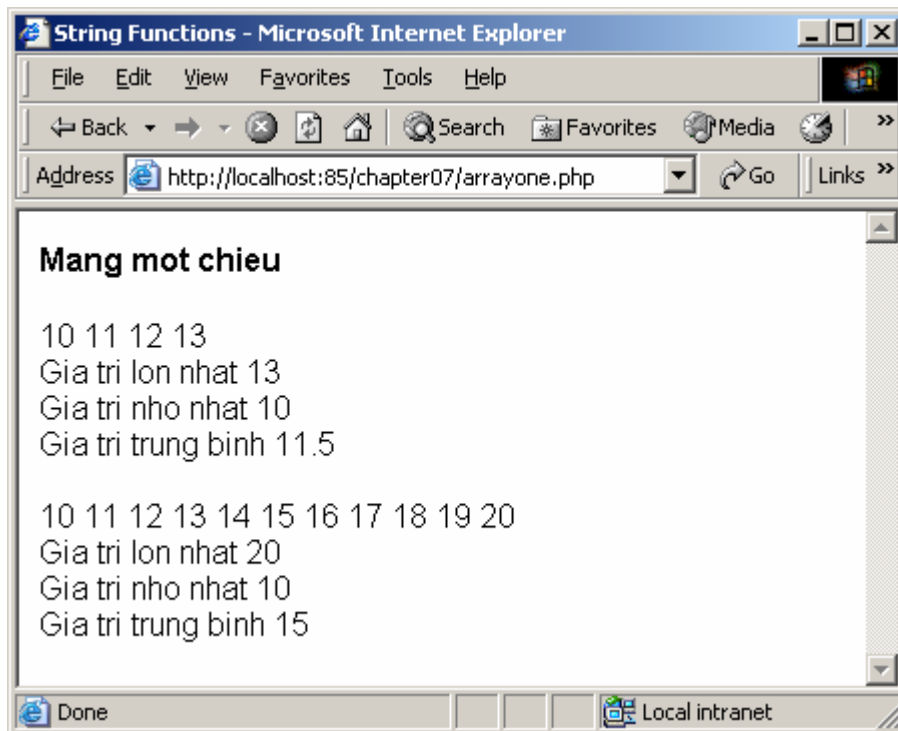 String Functions - Microsoft Internet Explorer
File Edit View Favorites Tools Help
Back Search Favorites Media »
Address http://localhost:85/chapter07/arrayone.php Go Links »
Mang mot chieu
10 11 12 13
Gia tri lon nhat 13
Gia tri nho nhat 10
Gia tri trung binh 11.5
10 11 12 13 14 15 16 17 18 19 20
Gia tri lon nhat 20
Gia tri nho nhat 10
Gia tri trung binh 15
Done Local intranet